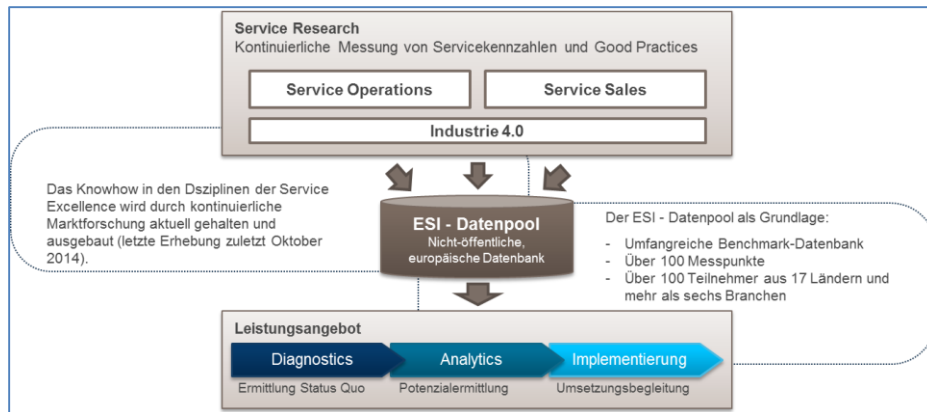 Service Research
Kontinuierliche Messung von Servicekennzahlen und Good Practices
Service Operations
Service Sales
Industrie 4.0
Das Knowhow in den Dsziplinen der Service
Excellence wird durch kontinuierliche
Marktforschung aktuell gehalten und
ausgebaut (letzte Erhebung zuletzt Oktober
2014).
ESI - Datenpool
Nicht-öffentliche,
europäische Datenbank
Der ESI - Datenpool als Grundlage:
- Umfangreiche Benchmark-Datenbank
- Über 100 Messpunkte
- Über 100 Teilnehmer aus 17 Ländern und
mehr als sechs Branchen
Leistungsangebot
Diagnostics
Analytics
Implementierung
Ermittlung Status Quo
Potenzialermittlung
Umsetzungsbegleitung